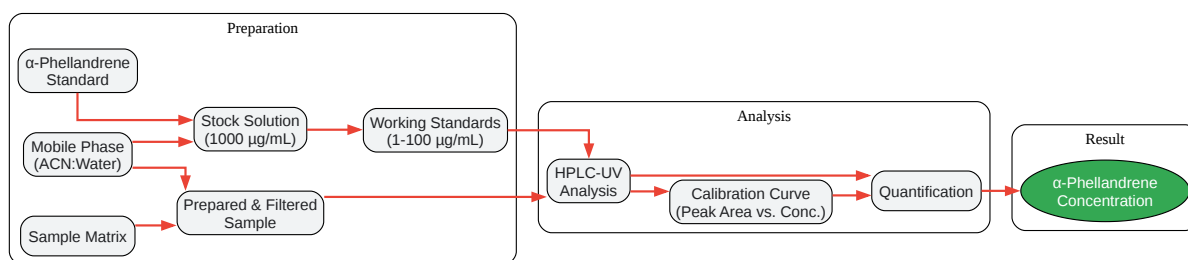 Preparation
α-Phellandrene
Standard
Stock Solution
(1000 µg/mL)
Working Standards
(1-100 µg/mL)
Mobile Phase
(ACN:Water)
Prepared & Filtered
Sample
Sample Matrix
Analysis
HPLC-UV
Analysis
Calibration Curve
(Peak Area vs. Conc.)
Quantification
Result
α-Phellandrene
Concentration